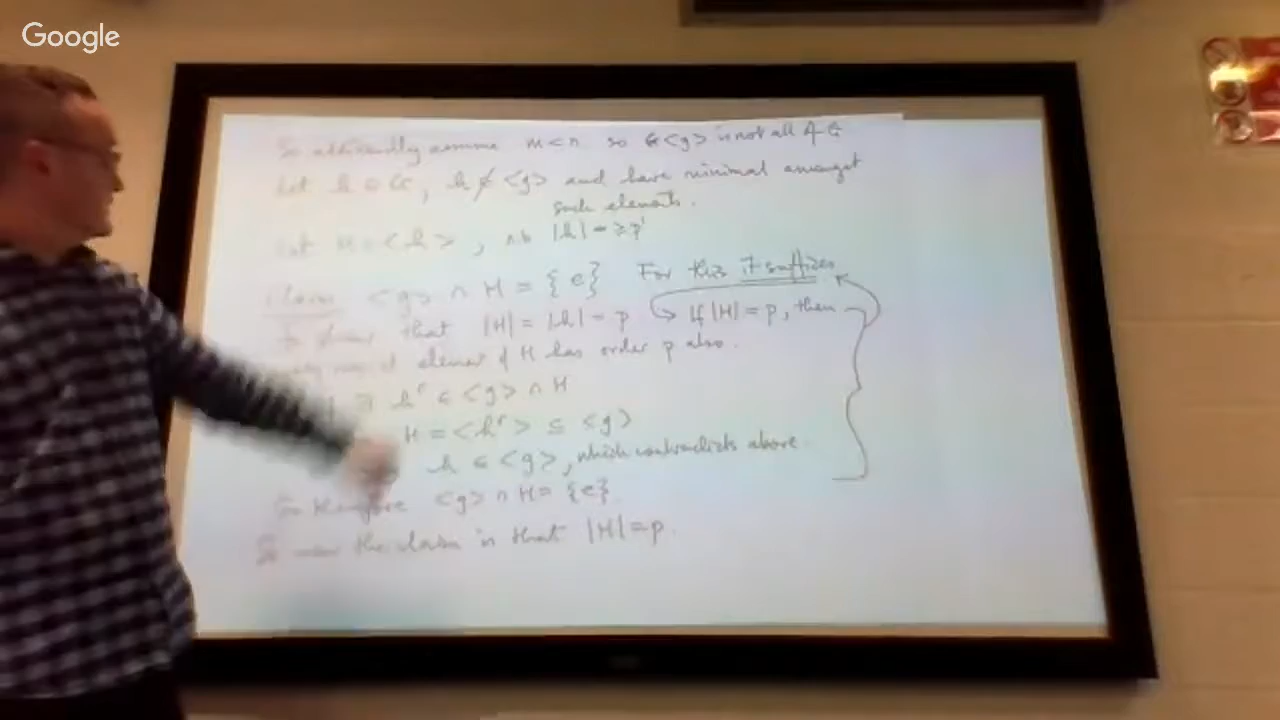 Google
So additionally assume m < n so <g> is not all of G
Let h ∈ G, h ∉ <g> and have minimal amongst
such elements.
Let H = <h>, nb |h| =
Claim <g> ∩ H = {e} For this it suffices
to show that |H| = |h| = p If |H| = p, then
element of H has order p also.
∃ h^r ∈ <g> ∩ H
H = <h^r> ⊆ <g>
h ∈ <g>, which contradicts above.
So therefore <g> ∩ H = {e}.
So now the claim is that |H| = p.